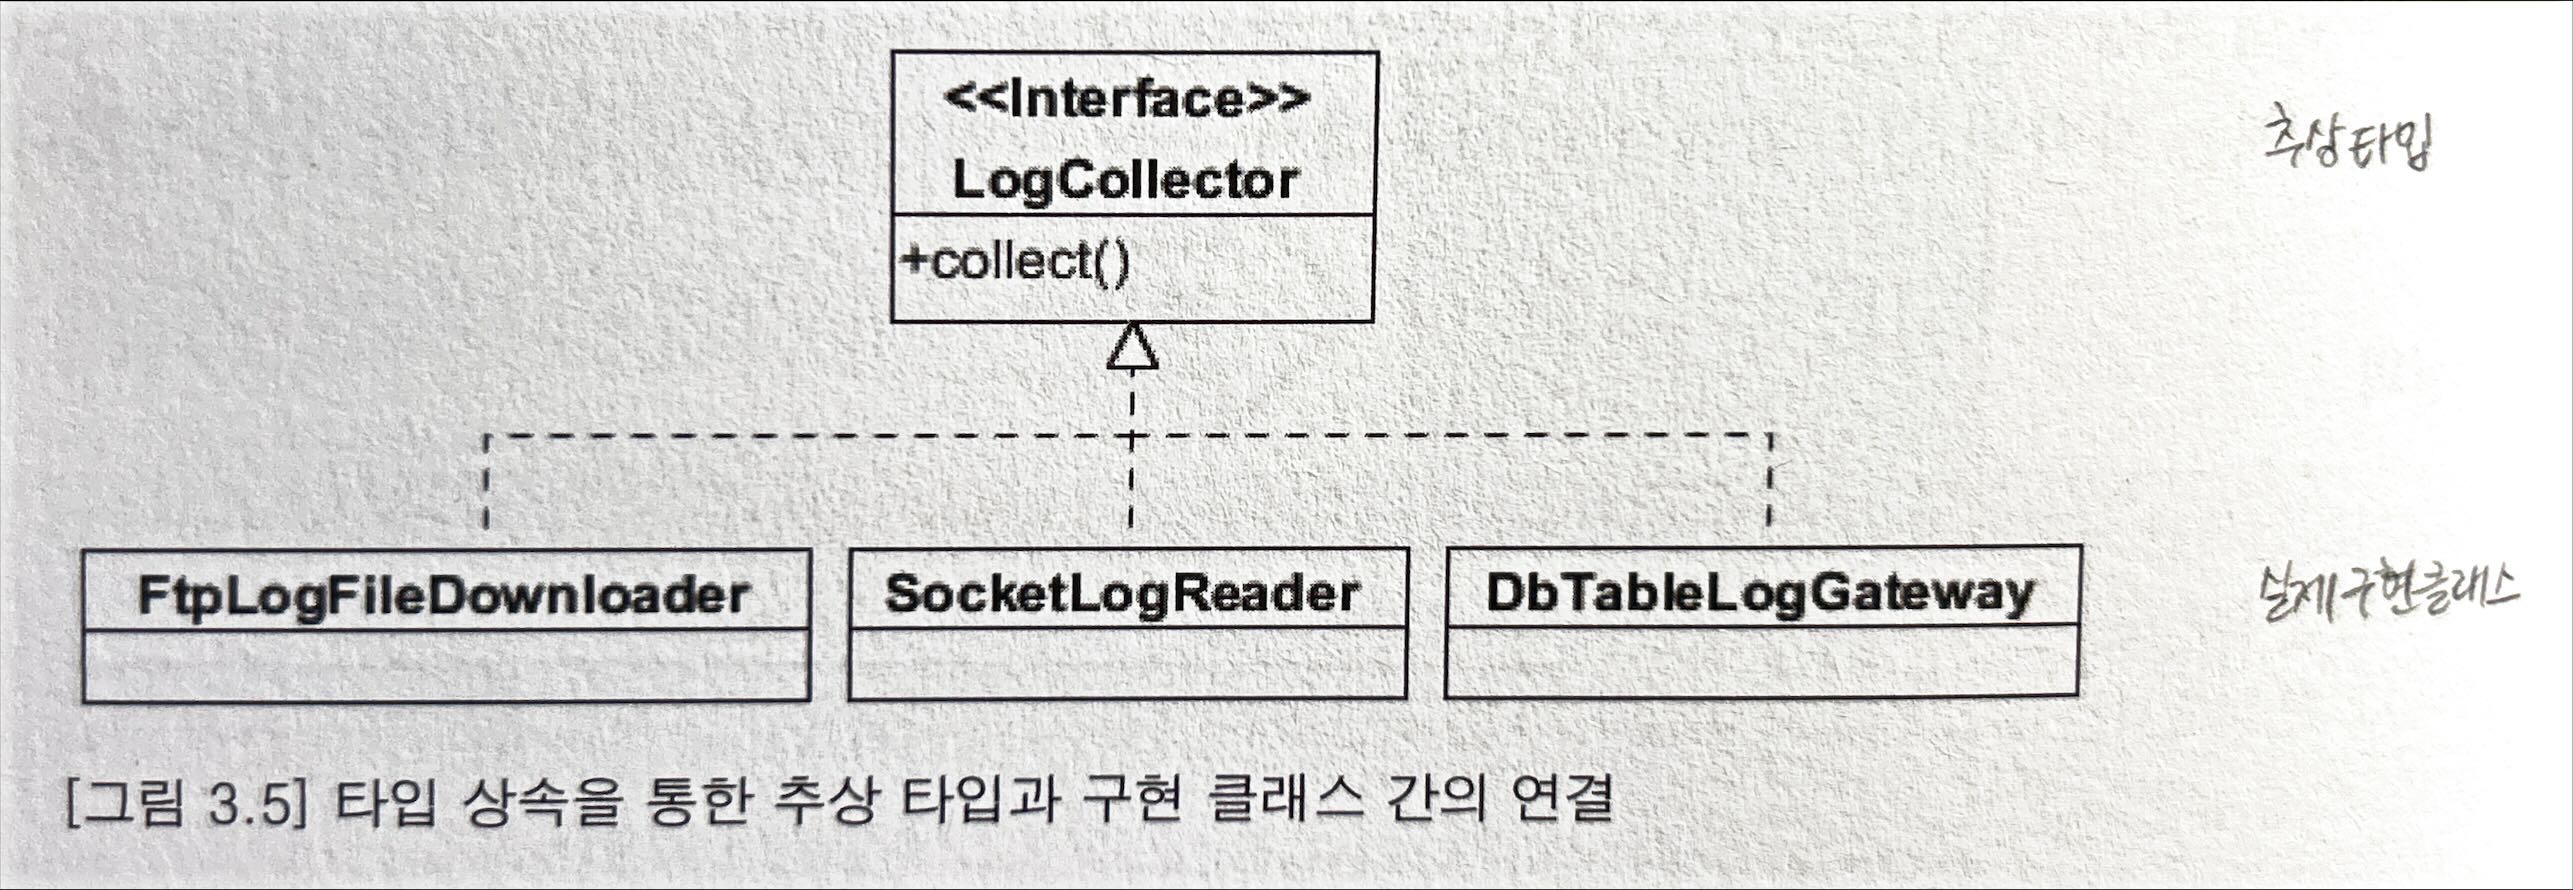 <<Interface>>
LogCollector
+collect()
추상타입
FtpLogFileDownloader
SocketLogReader
DbTableLogGateway
실제구현클래스
[그림 3.5] 타입 상속을 통한 추상 타입과 구현 클래스 간의 연결